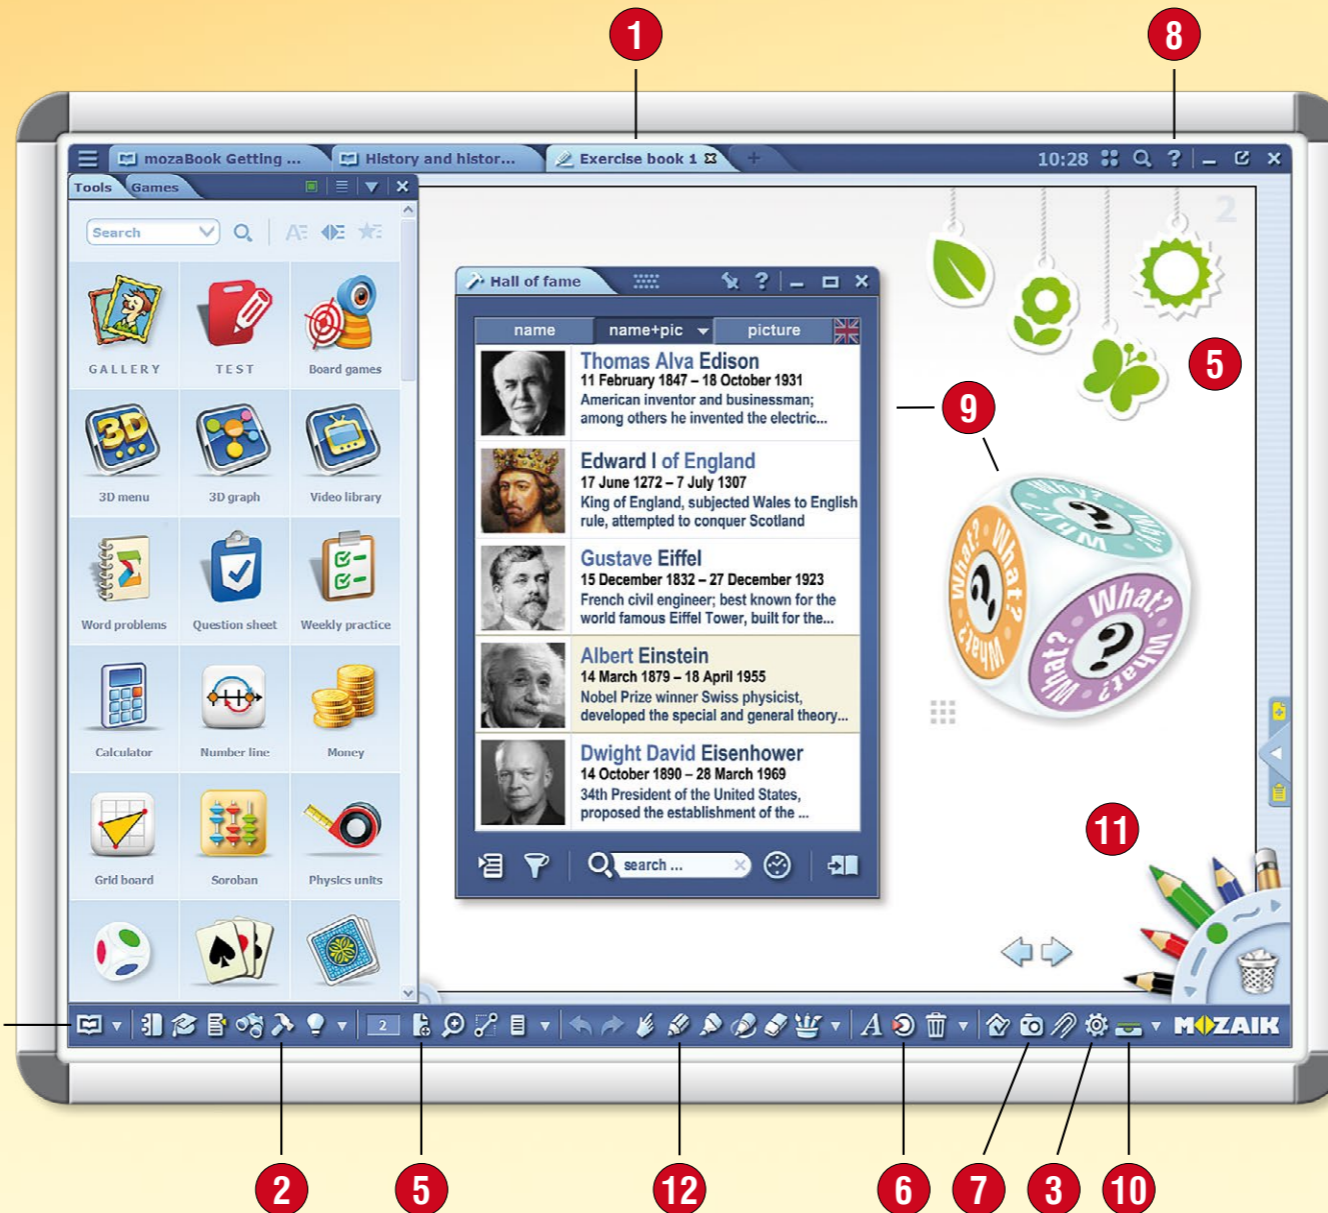 1
8
mozaBook Getting ...
History and histor...
Exercise book 1
10:28
Tools
Games
Search
GALLERY
TEST
Board games
3D
3D menu
3D graph
Video library
Word problems
Question sheet
Weekly practice
Calculator
Number line
Money
Grid board
Soroban
Physics units
Hall of fame
name
name+pic
picture
Thomas Alva Edison
11 February 1847 – 18 October 1931
American inventor and businessman;
among others he invented the electric...
Edward I of England
17 June 1272 – 7 July 1307
King of England, subjected Wales to English
rule, attempted to conquer Scotland
Gustave Eiffel
15 December 1832 – 27 December 1923
French civil engineer; best known for the
world famous Eiffel Tower, built for the...
Albert Einstein
14 March 1879 – 18 April 1955
Nobel Prize winner Swiss physicist,
developed the special and general theory...
Dwight David Eisenhower
14 October 1890 – 28 March 1969
34th President of the United States,
proposed the establishment of the ...
search ...
2
5
9
Why? Why? Why?
What? What? What?
What? What? What?
11
2
A
MOZAIK
2
5
12
6
7
3
10